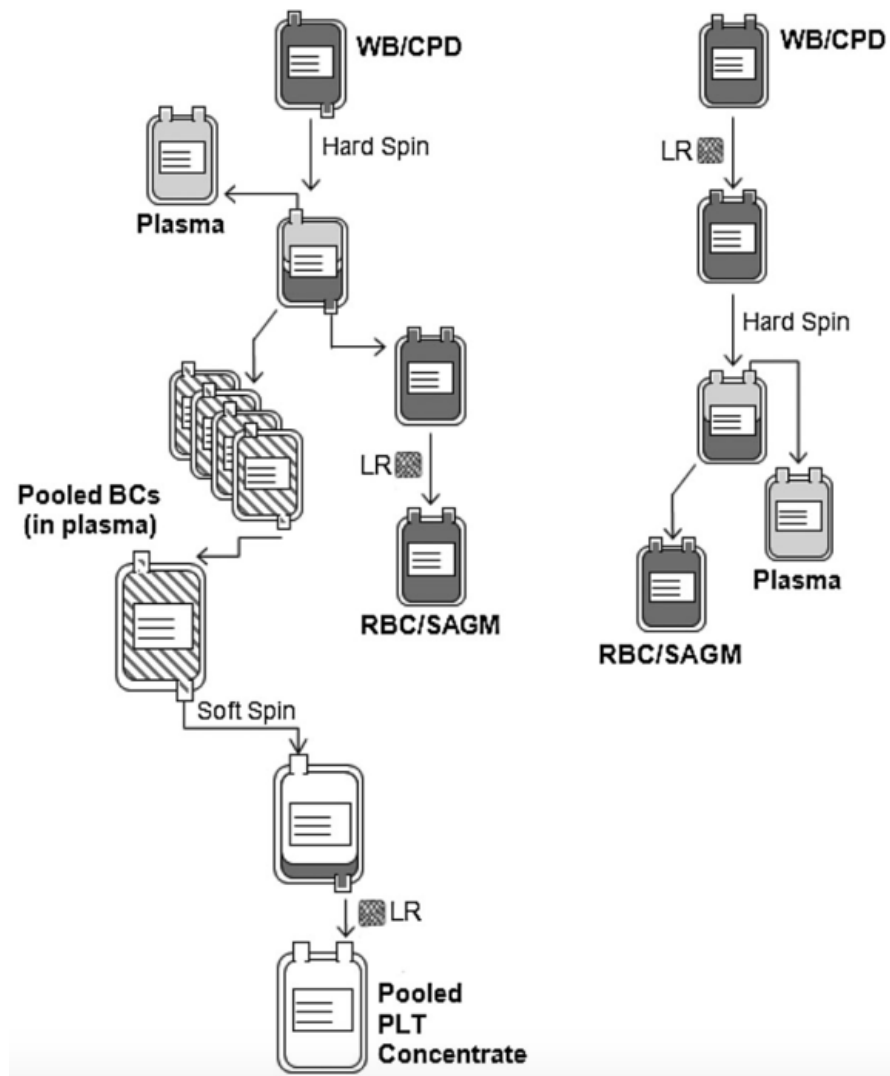 WB/CPD
Hard Spin
Plasma
LR
Pooled BCs
(in plasma)
RBC/SAGM
Soft Spin
LR
Pooled
PLT
Concentrate
WB/CPD
LR
Hard Spin
Plasma
RBC/SAGM